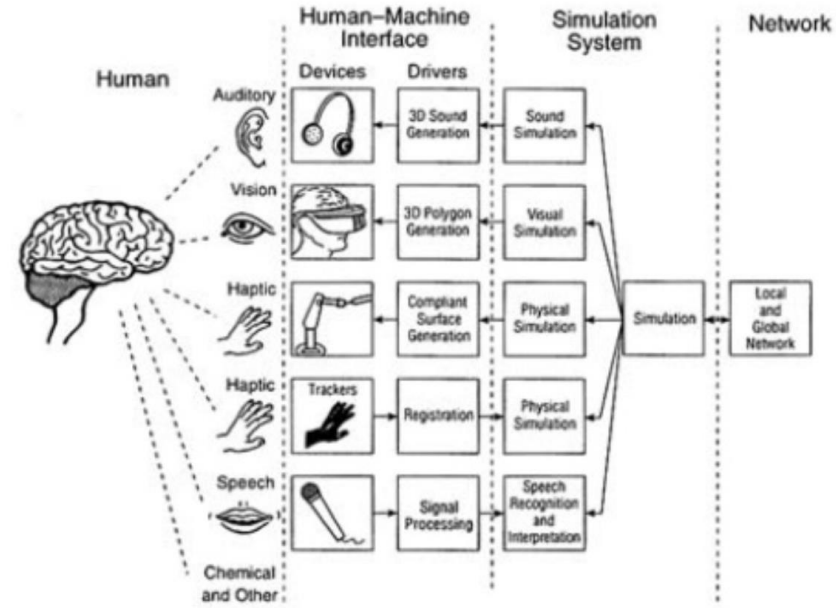 Human–Machine
Interface
Simulation
System
Network
Human
Devices
Drivers
Auditory
3D Sound
Generation
Sound
Simulation
Vision
3D Polygon
Generation
Visual
Simulation
Haptic
Compliant
Surface
Generation
Physical
Simulation
Simulation
Local
and
Global
Network
Haptic
Trackers
Registration
Physical
Simulation
Speech
Signal
Processing
Speech
Recognition
and
Interpretation
Chemical
and Other